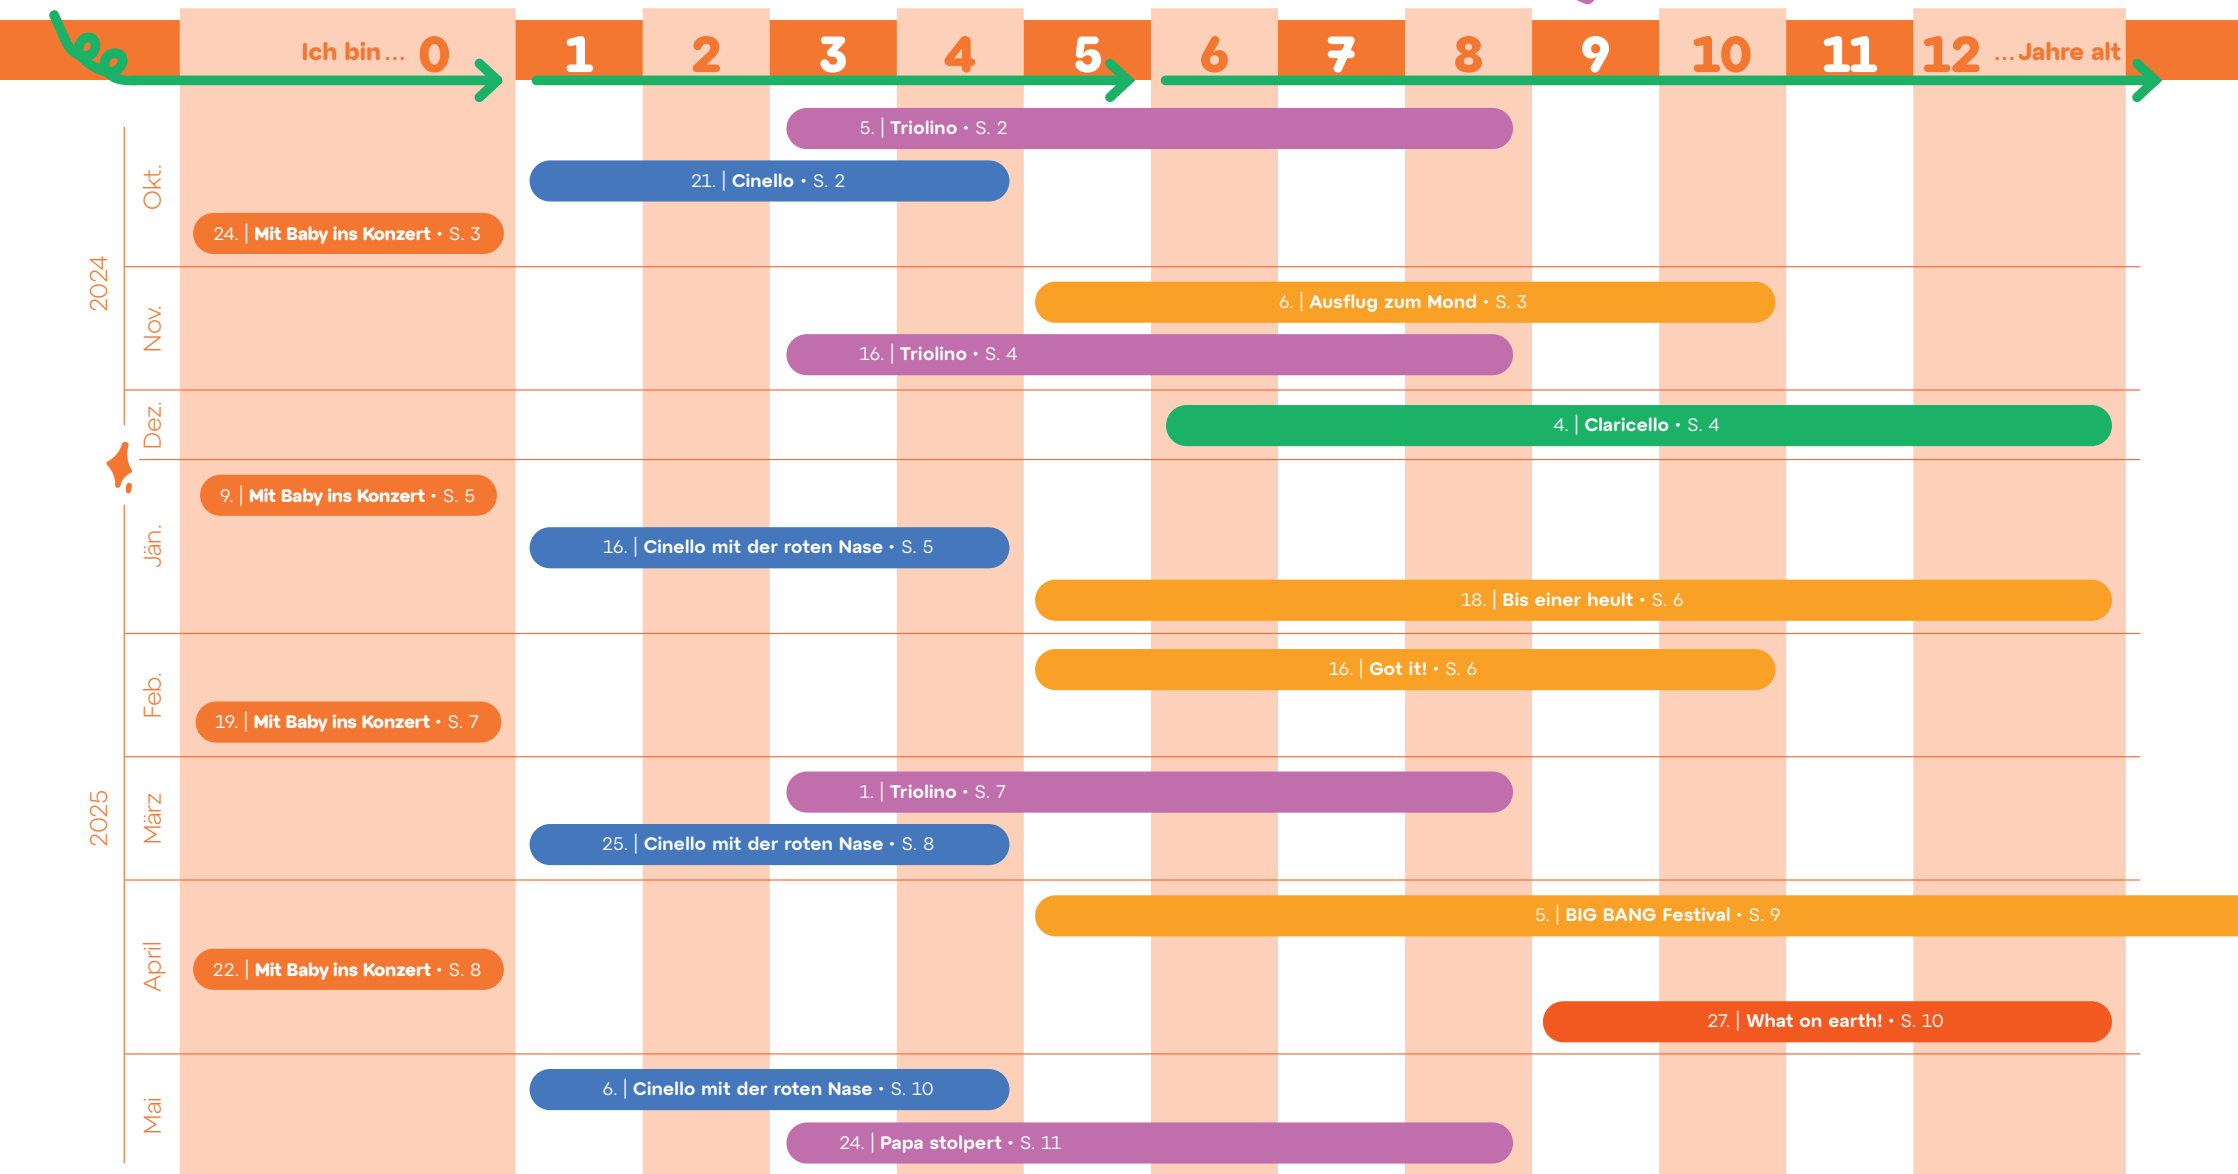 Ich bin... 0 1 2 3 4 5 6 7 8 9 10 11 12 ...Jahre alt
2024
Okt.
5. | Triolino • S. 2
21. | Cinello • S. 2
24. | Mit Baby ins Konzert • S. 3
Nov.
6. | Ausflug zum Mond • S. 3
16. | Triolino • S. 4
Dez.
4. | Claricello • S. 4
2025
Jän.
9. | Mit Baby ins Konzert • S. 5
16. | Cinello mit der roten Nase • S. 5
18. | Bis einer heult • S. 6
Feb.
16. | Got it! • S. 6
19. | Mit Baby ins Konzert • S. 7
März
1. | Triolino • S. 7
25. | Cinello mit der roten Nase • S. 8
April
5. | BIG BANG Festival • S. 9
22. | Mit Baby ins Konzert • S. 8
27. | What on earth! • S. 10
Mai
6. | Cinello mit der roten Nase • S. 10
24. | Papa stolpert • S. 11